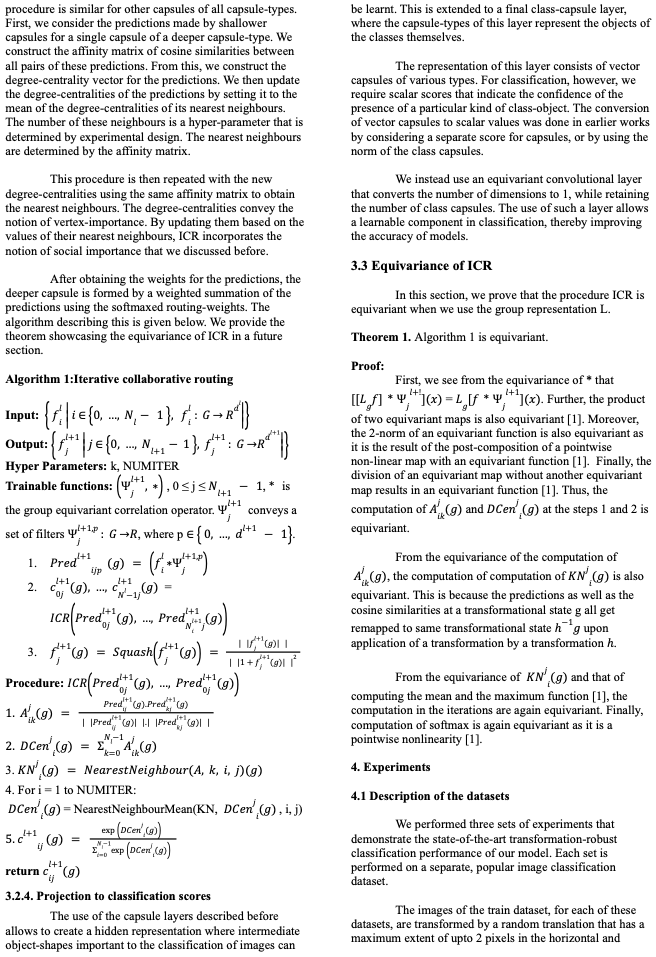 procedure is similar for other capsules of all capsule-types.
First, we consider the predictions made by shallower
capsules for a single capsule of a deeper capsule-type. We
construct the affinity matrix of cosine similarities between
all pairs of these predictions. From this, we construct the
degree-centrality vector for the predictions. We then update
the degree-centralities of the predictions by setting it to the
mean of the degree-centralities of its nearest neighbours.
The number of these neighbours is a hyper-parameter that is
determined by experimental design. The nearest neighbours
are determined by the affinity matrix.
This procedure is then repeated with the new
degree-centralities using the same affinity matrix to obtain
the nearest neighbours. The degree-centralities convey the
notion of vertex-importance. By updating them based on the
values of their nearest neighbours, ICR incorporates the
notion of social importance that we discussed before.
After obtaining the weights for the predictions, the
deeper capsule is formed by a weighted summation of the
predictions using the softmaxed routing-weights. The
algorithm describing this is given below. We provide the
theorem showcasing the equivariance of ICR in a future
section.
Algorithm 1:Iterative collaborative routing
Input: {f_i^l | i ∈ {0, ..., N_l − 1}, f_i^l : G→R^{d^l}}
Output: {f_j^{l+1} | j ∈ {0, ..., N_{l+1} − 1}, f_j^{l+1} : G→R^{d^{l+1}}}
Hyper Parameters: k, NUMITER
Trainable functions: (Ψ_j^{l+1}, *), 0 ≤ j ≤ N_{l+1} − 1, * is
the group equivariant correlation operator. Ψ_j^{l+1} conveys a
set of filters Ψ_j^{l+1,p} : G→R, where p ∈ {0, ..., d^{l+1} − 1}.
1. Pred_{ijp}^{l+1} (g) = (f_i^l * Ψ_j^{l+1,p})
2. c_{0j}^{l+1}(g), ..., c_{N^l−1j}^{l+1}(g) =
ICR(Pred_{0j}^{l+1}(g), ..., Pred_{N_i^{l+1}j}^{l+1}(g))
3. f_j^{l+1}(g) = Squash(f_j^{l+1}(g)) = | |f_j^{l+1}(g)| | / | |1 + f_j^{l+1}(g)| |^2
Procedure: ICR(Pred_{0j}^{l+1}(g), ..., Pred_{0j}^{l+1}(g))
1. A_{ik}^j(g) = Pred_{ij}^{l+1}(g).Pred_{kj}^{l+1}(g) / | |Pred_{ij}^{l+1}(g)| |.| |Pred_{kj}^{l+1}(g)| |
2. DCen_i^j(g) = Σ_{k=0}^{N_l−1} A_{ik}^j(g)
3. KN_i^j(g) = NearestNeighbour(A, k, i, j)(g)
4. For i = 1 to NUMITER:
DCen_i^j(g) = NearestNeighbourMean(KN, DCen_i^j(g) , i, j)
5. c_{ij}^{l+1} (g) = exp (DCen_i^j(g)) / Σ_{i=0}^{N_l−1} exp (DCen_i^j(g))
return c_{ij}^{l+1}(g)
3.2.4. Projection to classification scores
The use of the capsule layers described before
allows to create a hidden representation where intermediate
object-shapes important to the classification of images can
be learnt. This is extended to a final class-capsule layer,
where the capsule-types of this layer represent the objects of
the classes themselves.
The representation of this layer consists of vector
capsules of various types. For classification, however, we
require scalar scores that indicate the confidence of the
presence of a particular kind of class-object. The conversion
of vector capsules to scalar values was done in earlier works
by considering a separate score for capsules, or by using the
norm of the class capsules.
We instead use an equivariant convolutional layer
that converts the number of dimensions to 1, while retaining
the number of class capsules. The use of such a layer allows
a learnable component in classification, thereby improving
the accuracy of models.
3.3 Equivariance of ICR
In this section, we prove that the procedure ICR is
equivariant when we use the group representation L.
Theorem 1. Algorithm 1 is equivariant.
Proof:
First, we see from the equivariance of * that
[[L_g f] * Ψ_j^{l+1}](x) = L_g[f * Ψ_j^{l+1}](x). Further, the product
of two equivariant maps is also equivariant [1]. Moreover,
the 2-norm of an equivariant function is also equivariant as
it is the result of the post-composition of a pointwise
non-linear map with an equivariant function [1]. Finally, the
division of an equivariant map without another equivariant
map results in an equivariant function [1]. Thus, the
computation of A_{ik}^j(g) and DCen_i^j(g) at the steps 1 and 2 is
equivariant.
From the equivariance of the computation of
A_{ik}^j(g), the computation of computation of KN_i^j(g) is also
equivariant. This is because the predictions as well as the
cosine similarities at a transformational state g all get
remapped to same transformational state h^{−1}g upon
application of a transformation by a transformation h.
From the equivariance of KN_i^j(g) and that of
computing the mean and the maximum function [1], the
computation in the iterations are again equivariant. Finally,
computation of softmax is again equivariant as it is a
pointwise nonlinearity [1].
4. Experiments
4.1 Description of the datasets
We performed three sets of experiments that
demonstrate the state-of-the-art transformation-robust
classification performance of our model. Each set is
performed on a separate, popular image classification
dataset.
The images of the train dataset, for each of these
datasets, are transformed by a random translation that has a
maximum extent of upto 2 pixels in the horizontal and